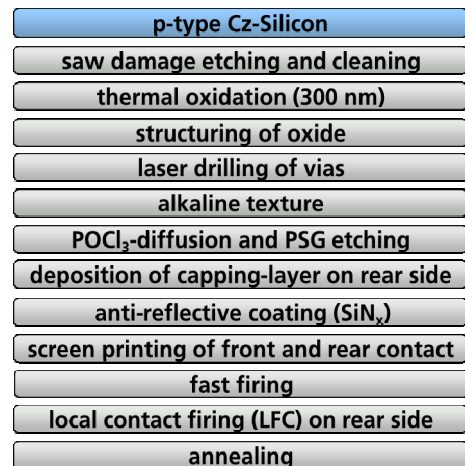 p-type Cz-Silicon
saw damage etching and cleaning
thermal oxidation (300 nm)
structuring of oxide
laser drilling of vias
alkaline texture
POCl₃-diffusion and PSG etching
deposition of capping-layer on rear side
anti-reflective coating (SiNₓ)
screen printing of front and rear contact
fast firing
local contact firing (LFC) on rear side
annealing